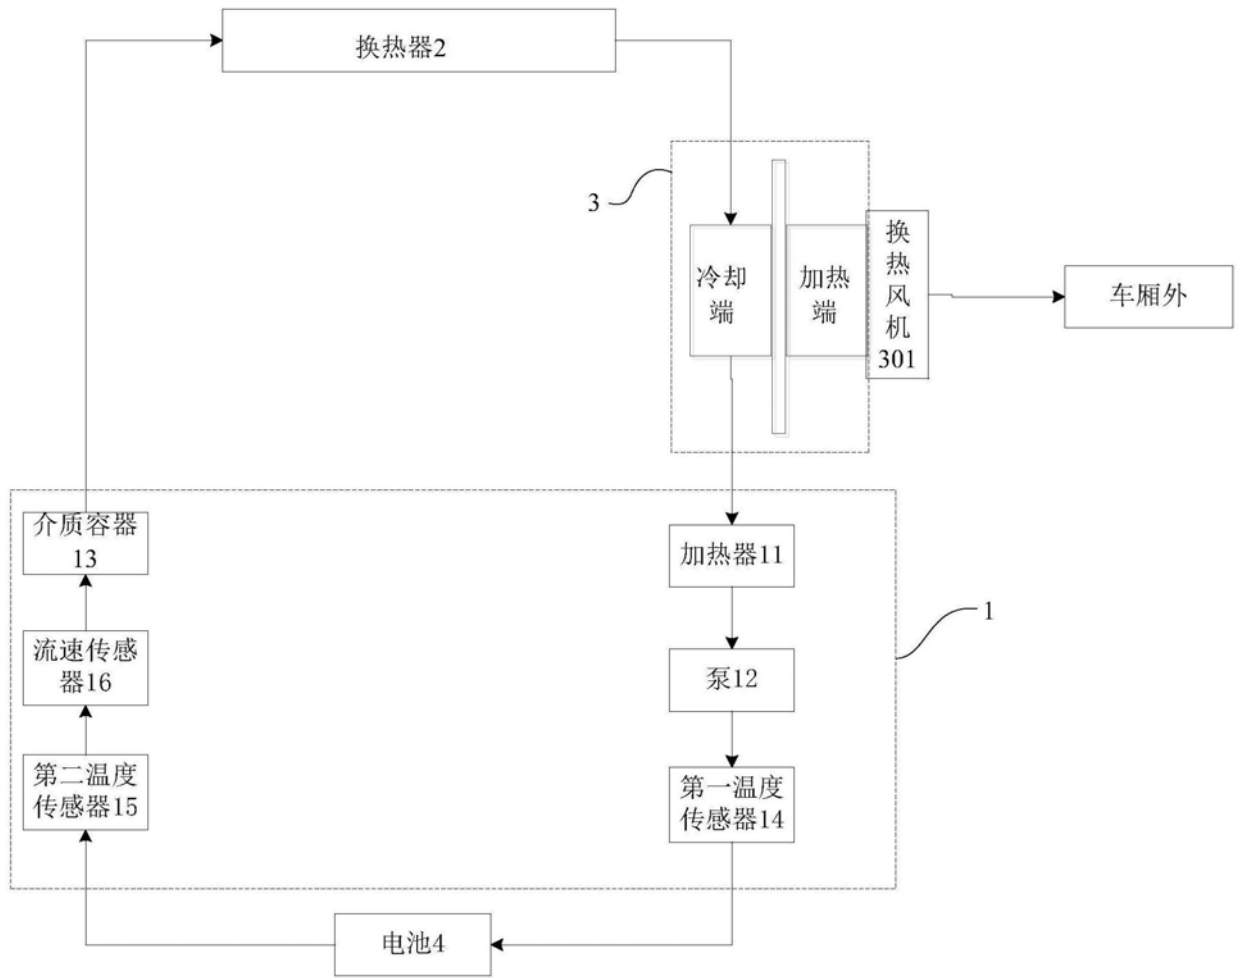 换热器2
3
冷却
端
加热
端
换
热
风
机
301
车厢外
介质容器
13
加热器11
1
流速传感
器16
泵12
第二温度
传感器15
第一温度
传感器14
电池4